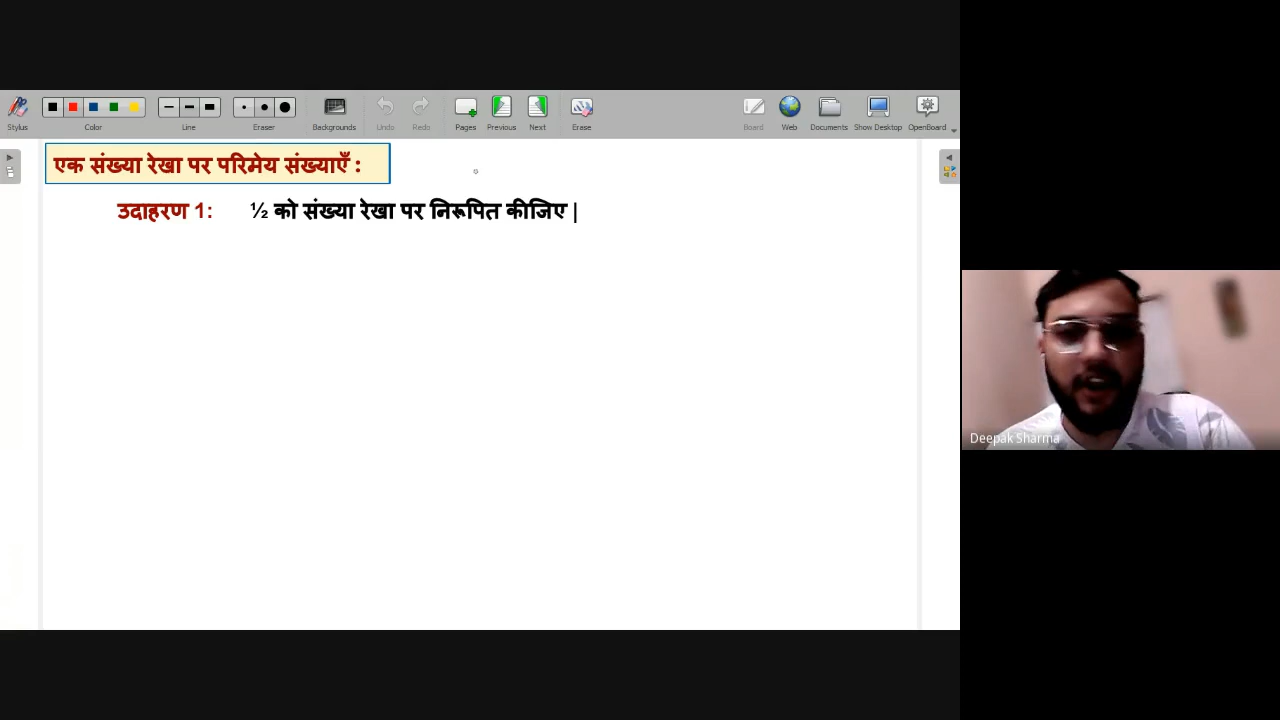 Stylus
Color
Line
Eraser
Backgrounds
Undo
Redo
Pages
Previous
Next
Erase
Board
Web
Documents
Show Desktop
OpenBoard
एक संख्या रेखा पर परिमेय संख्याएँ :
उदाहरण 1: ½ को संख्या रेखा पर निरूपित कीजिए |
Deepak Sharma